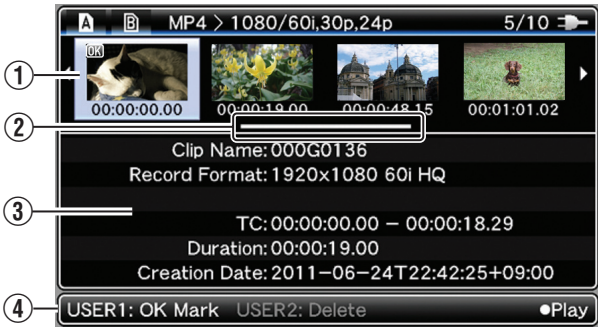 A B MP4 > 1080/60i,30p,24p 5/10
OK
① 00:00:00.00 00:00:19.00 00:00:48.15 00:01:01.02
②
Clip Name: 000G0136
Record Format: 1920x1080 60i HQ
③
TC: 00:00:00.00 – 00:00:18.29
Duration: 00:00:19.00
Creation Date: 2011-06-24T22:42:25+09:00
④ USER1: OK Mark USER2: Delete ●Play